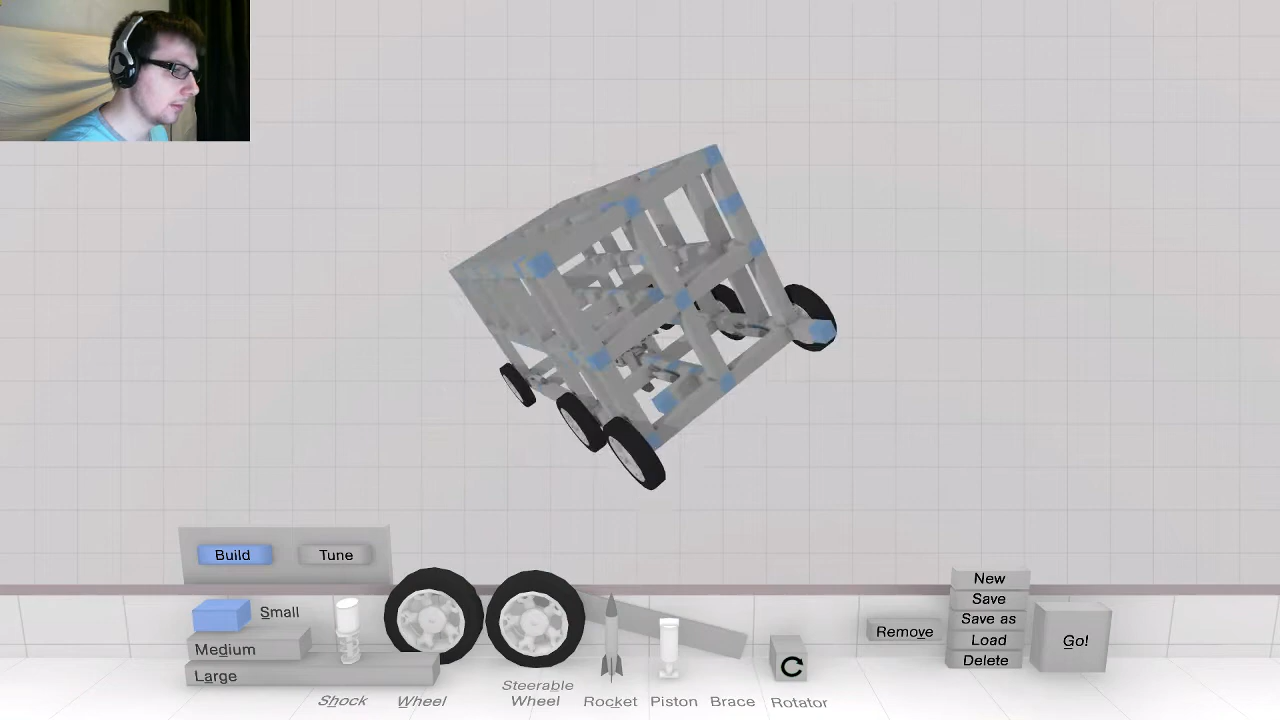 Build Tune
Small
Medium
Large
Shock
Wheel
Steerable
Wheel
Rocket
Piston
Brace
Rotator
Remove
New
Save
Save as
Load
Delete
Go!